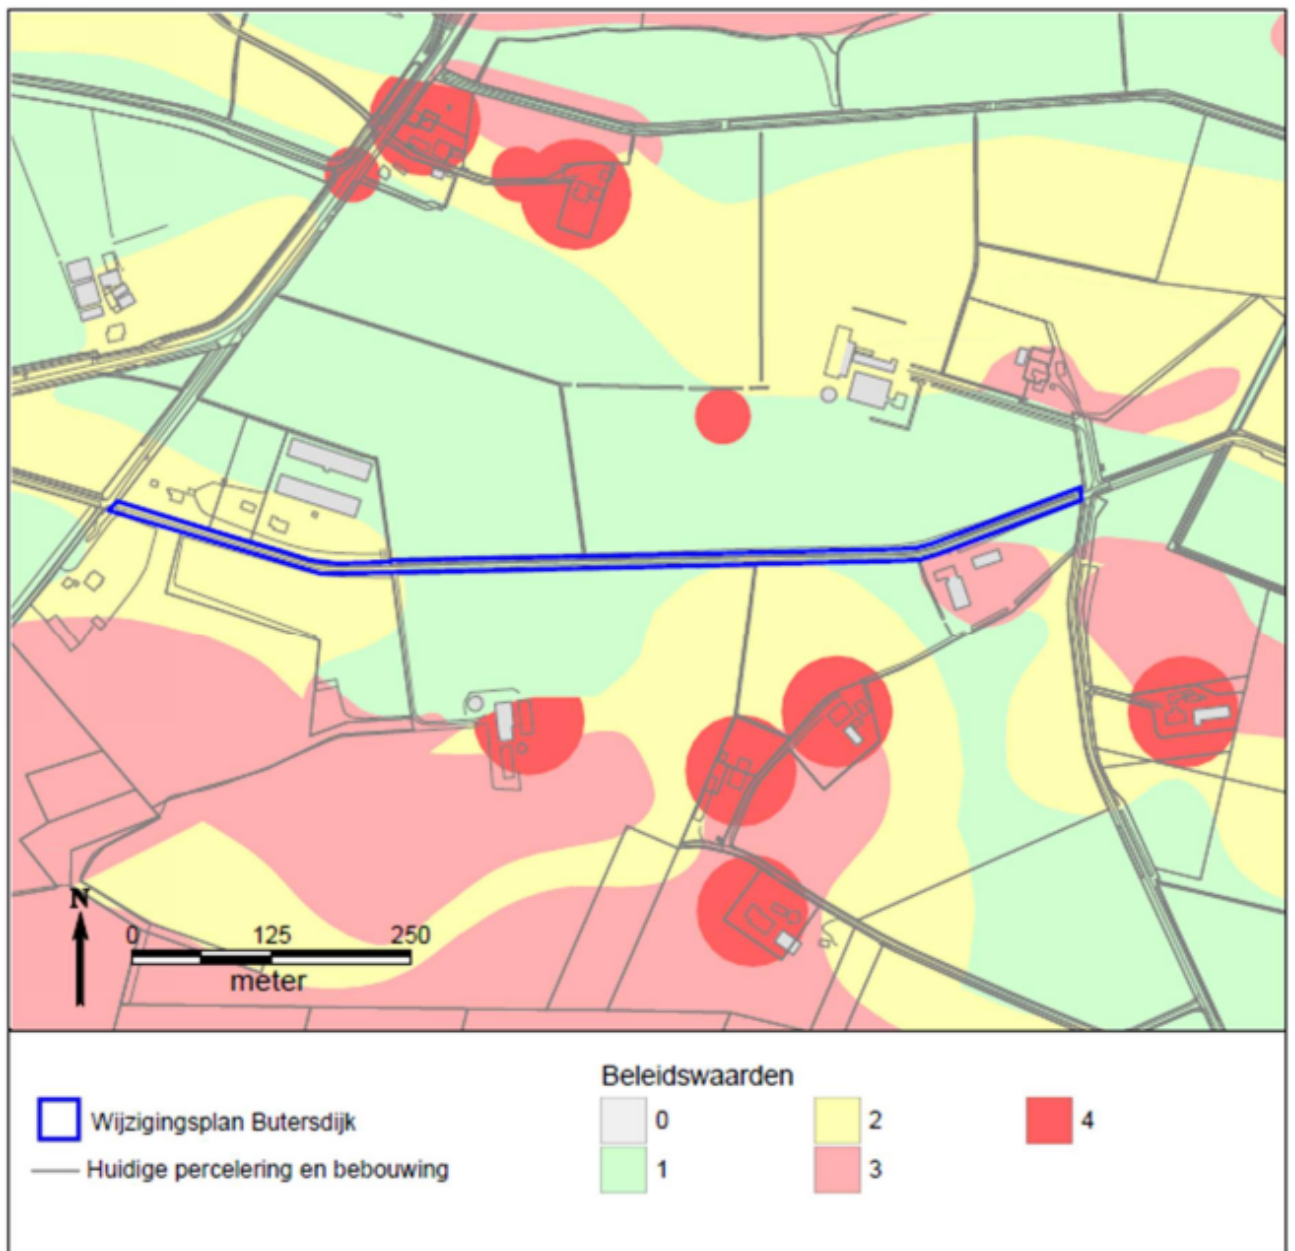 N
0 125 250
meter
Beleidswaarden
Wijzigingsplan Butersdijk
Huidige percelering en bebouwing
0
1
2
3
4